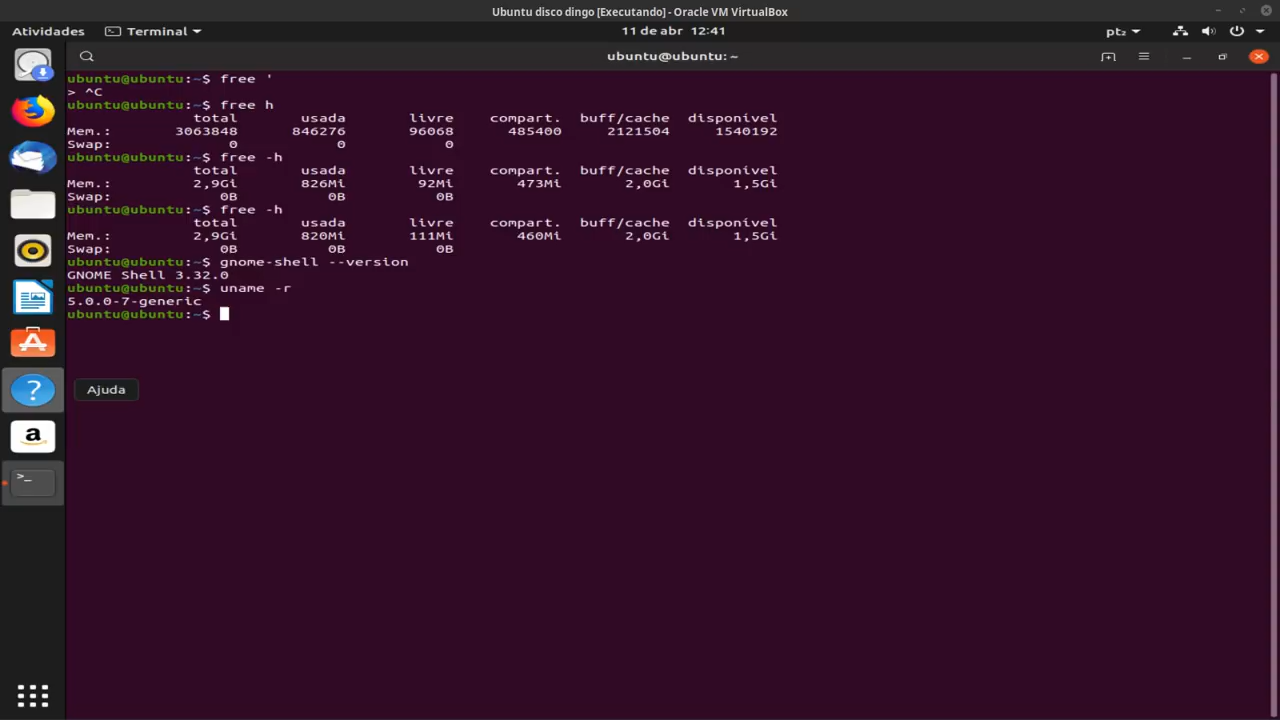 Ubuntu disco dingo [Executando] - Oracle VM VirtualBox
Atividades Terminal 11 de abr 12:41 pt₂
ubuntu@ubuntu: ~
ubuntu@ubuntu:~$ free '
> ^C
ubuntu@ubuntu:~$ free h
total usada livre compart. buff/cache disponível
Mem.: 3063848 846276 96068 485400 2121504 1540192
Swap: 0 0 0
ubuntu@ubuntu:~$ free -h
total usada livre compart. buff/cache disponível
Mem.: 2,9Gi 826Mi 92Mi 473Mi 2,0Gi 1,5Gi
Swap: 0B 0B 0B
ubuntu@ubuntu:~$ free -h
total usada livre compart. buff/cache disponível
Mem.: 2,9Gi 820Mi 111Mi 460Mi 2,0Gi 1,5Gi
Swap: 0B 0B 0B
ubuntu@ubuntu:~$ gnome-shell --version
GNOME Shell 3.32.0
ubuntu@ubuntu:~$ uname -r
5.0.0-7-generic
ubuntu@ubuntu:~$
Ajuda